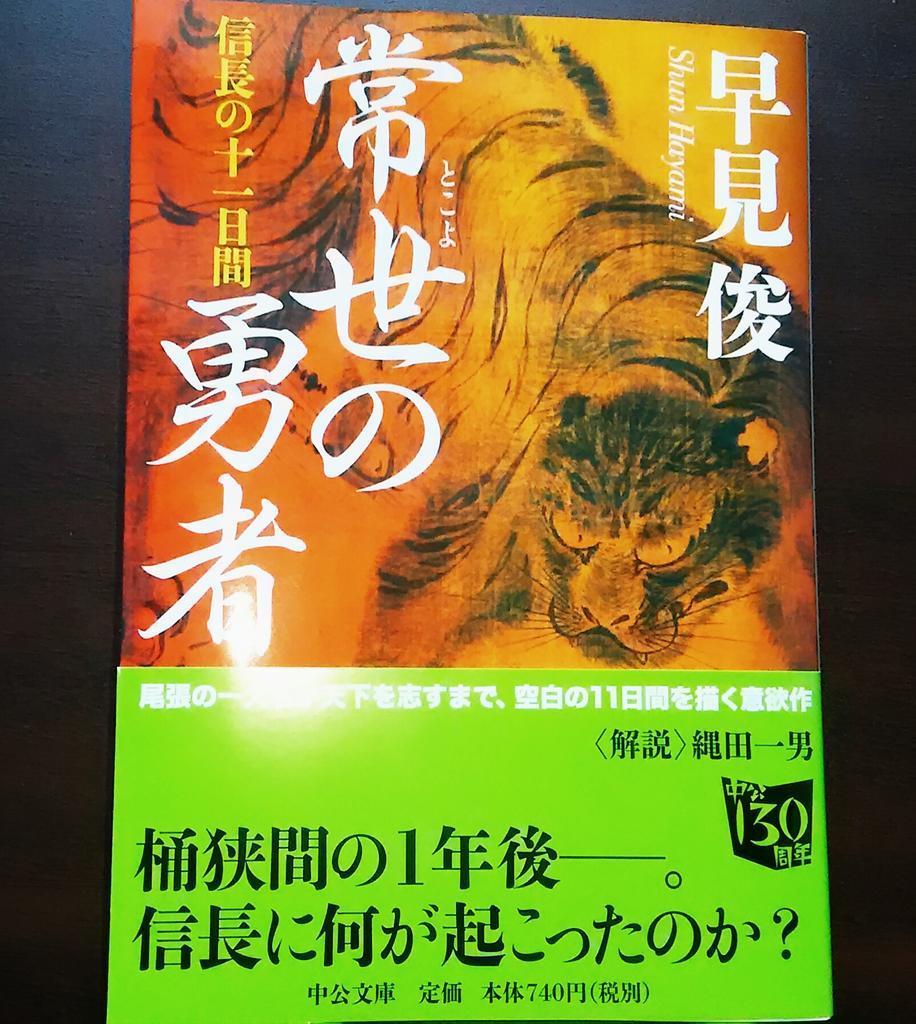 早見 俊
Shun Hayami
常世の
とこよ
勇者
信長の十一日間
尾張の一 天下を志すまで、空白の11日間を描く意欲作
〈解説〉縄田一男
中公
130
周年
桶狭間の1年後——。
信長に何が起こったのか？
中公文庫 定価 本体740円(税別)